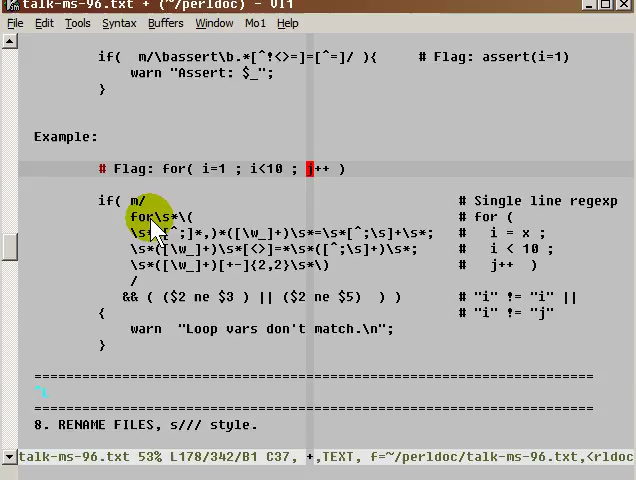 talk-ms-96.txt + (~/perldoc) - VI1
File Edit Tools Syntax Buffers Window Mo1 Help
if( m/\bassert\b.*[^!<>=]=[^=]/ ){ # Flag: assert(i=1)
warn "Assert: $_";
}
Example:
# Flag: for( i=1 ; i<10 ; j++ )
if( m/ # Single line regexp
for\s*\( # for (
\s*[^;]*,)*([\w_]+)\s*=\s*[^;\s]+\s*; # i = x ;
\s*([\w_]+)\s*[<>]=*\s*([^;\s]+)\s*; # i < 10 ;
\s*([\w_]+)[+-]{2,2}\s*\) # j++ )
/
&& ( ($2 ne $3 ) || ($2 ne $5) ) ) # "i" != "i" ||
{ # "i" != "j"
warn "Loop vars don't match.\n";
}
======================================================================
^L
======================================================================
8. RENAME FILES, s/// style.
talk-ms-96.txt 53% L178/342/B1 C37, +,TEXT, f=~/perldoc/talk-ms-96.txt,<rldoc